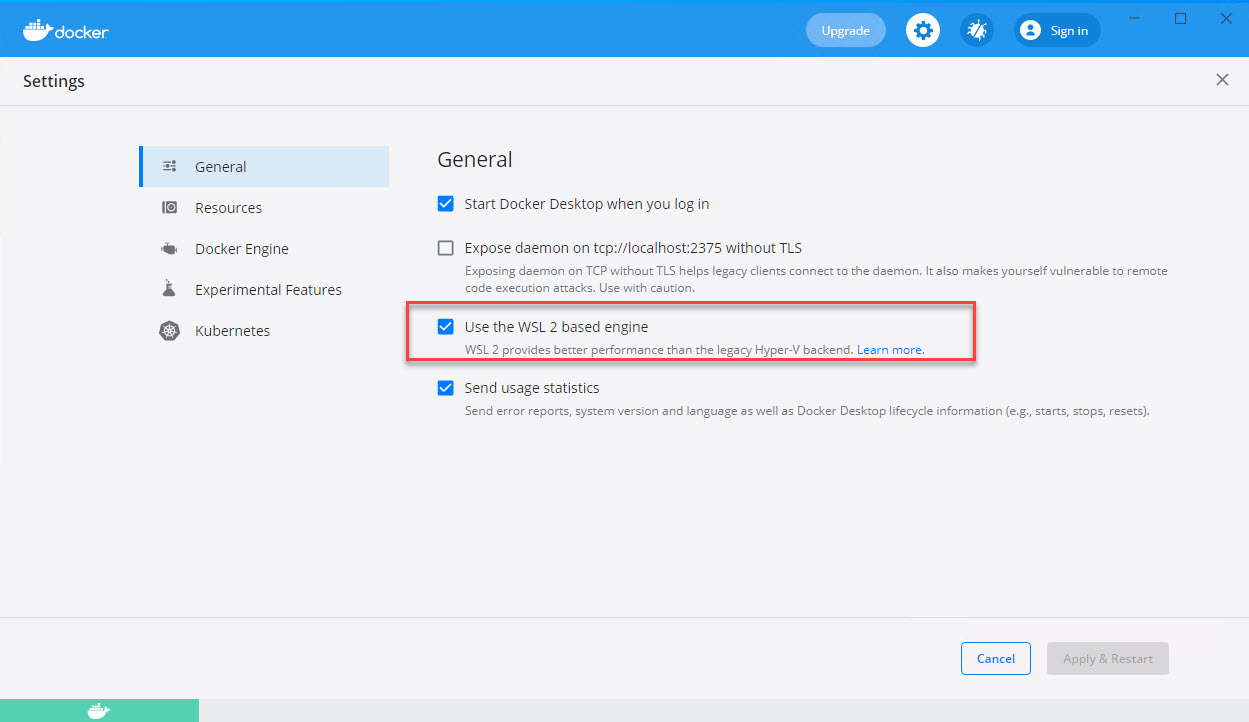 docker
Upgrade
Sign in
Settings
General
Resources
Docker Engine
Experimental Features
Kubernetes
General
Start Docker Desktop when you log in
Expose daemon on tcp://localhost:2375 without TLS
Exposing daemon on TCP without TLS helps legacy clients connect to the daemon. It also makes yourself vulnerable to remote
code execution attacks. Use with caution.
Use the WSL 2 based engine
WSL 2 provides better performance than the legacy Hyper-V backend. Learn more.
Send usage statistics
Send error reports, system version and language as well as Docker Desktop lifecycle information (e.g., starts, stops, resets).
Cancel
Apply & Restart